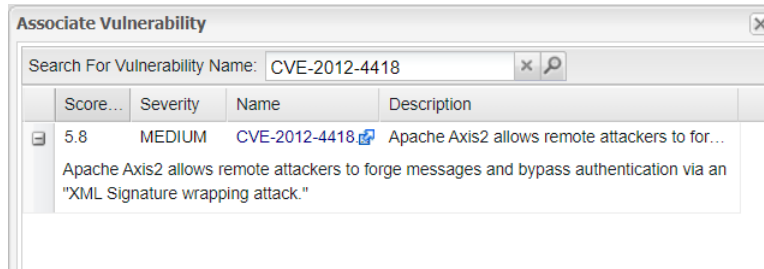 Associate Vulnerability
Search For Vulnerability Name: CVE-2012-4418
Score... Severity Name Description
5.8 MEDIUM CVE-2012-4418 Apache Axis2 allows remote attackers to for...
Apache Axis2 allows remote attackers to forge messages and bypass authentication via an
"XML Signature wrapping attack."